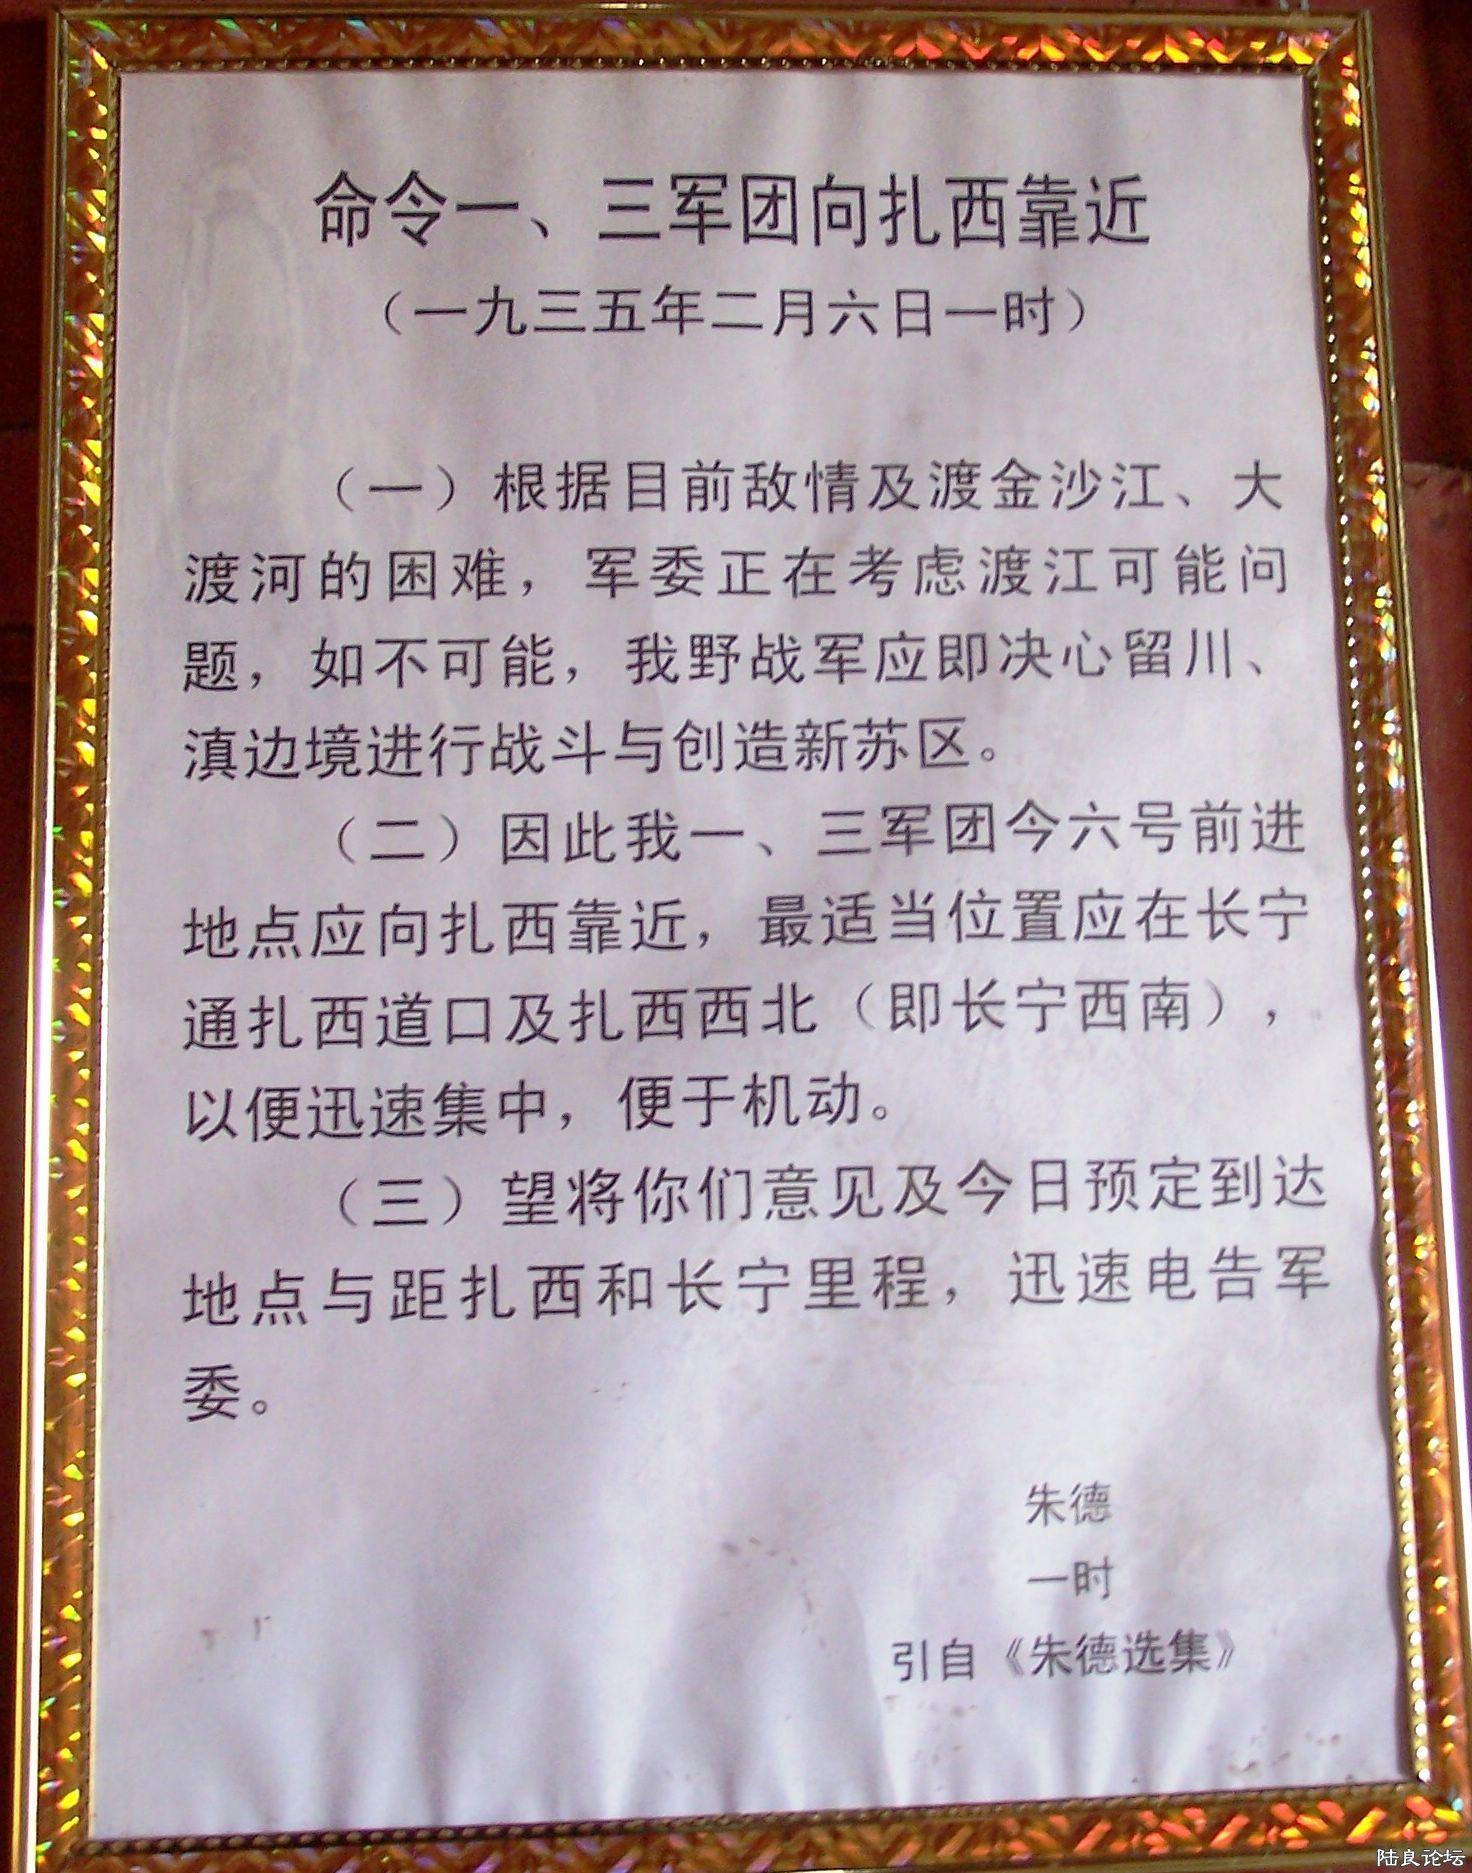 命令一、三军团向扎西靠近
（一九三五年二月六日一时）
（一）根据目前敌情及渡金沙江、大
渡河的困难，军委正在考虑渡江可能问
题，如不可能，我野战军应即决心留川、
滇边境进行战斗与创造新苏区。
（二）因此我一、三军团今六号前进
地点应向扎西靠近，最适当位置应在长宁
通扎西道口及扎西西北（即长宁西南），
以便迅速集中，便于机动。
（三）望将你们意见及今日预定到达
地点与距扎西和长宁里程，迅速电告军
委。
朱德
一时
引自《朱德选集》
陆良论坛